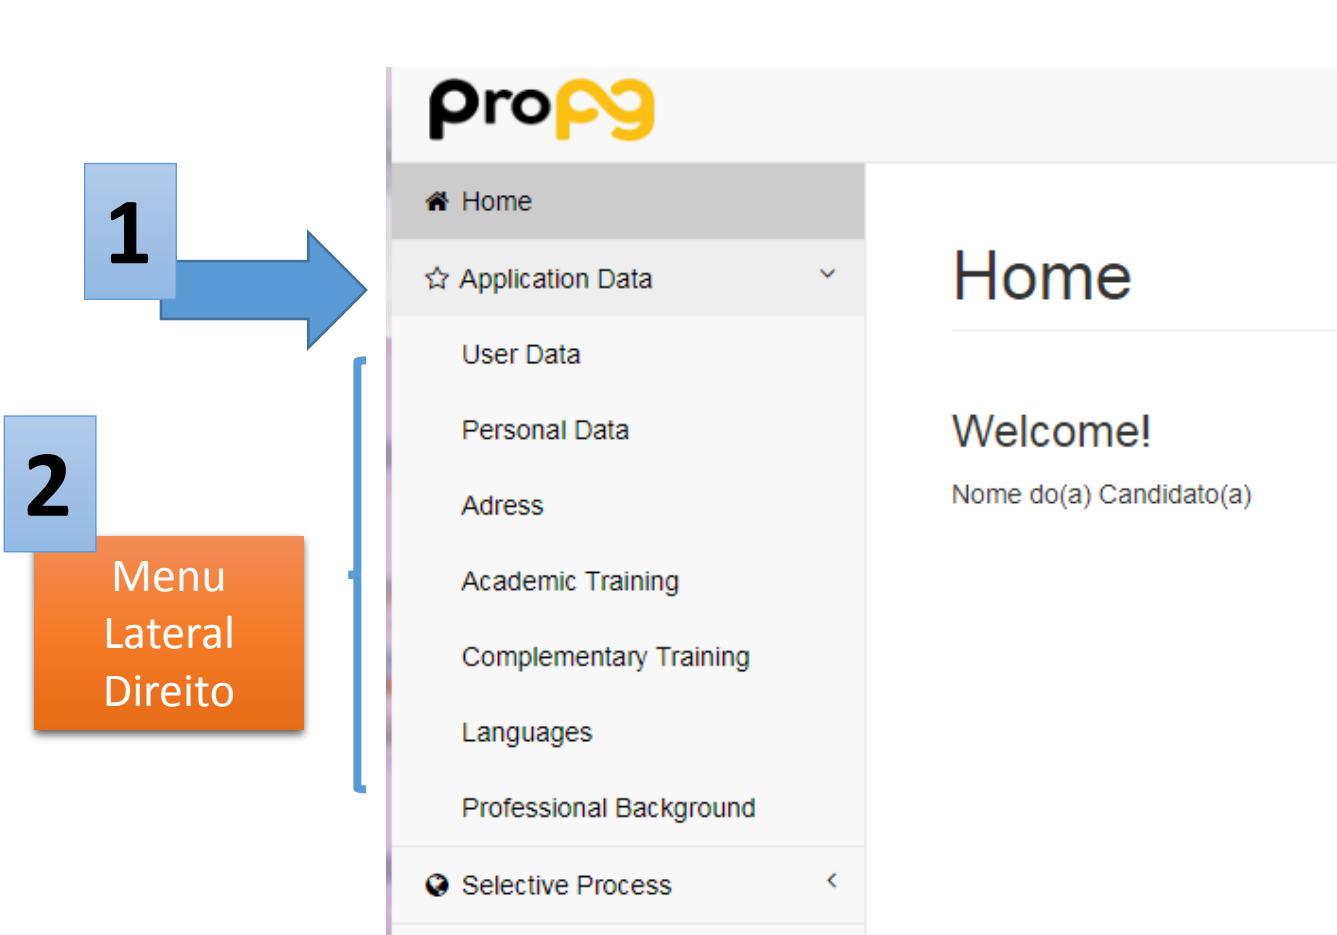 propg
1
Home
Application Data
User Data
Personal Data
Adress
Academic Training
Complementary Training
Languages
Professional Background
Selective Process
2
Menu
Lateral
Direito
Home
Welcome!
Nome do(a) Candidato(a)